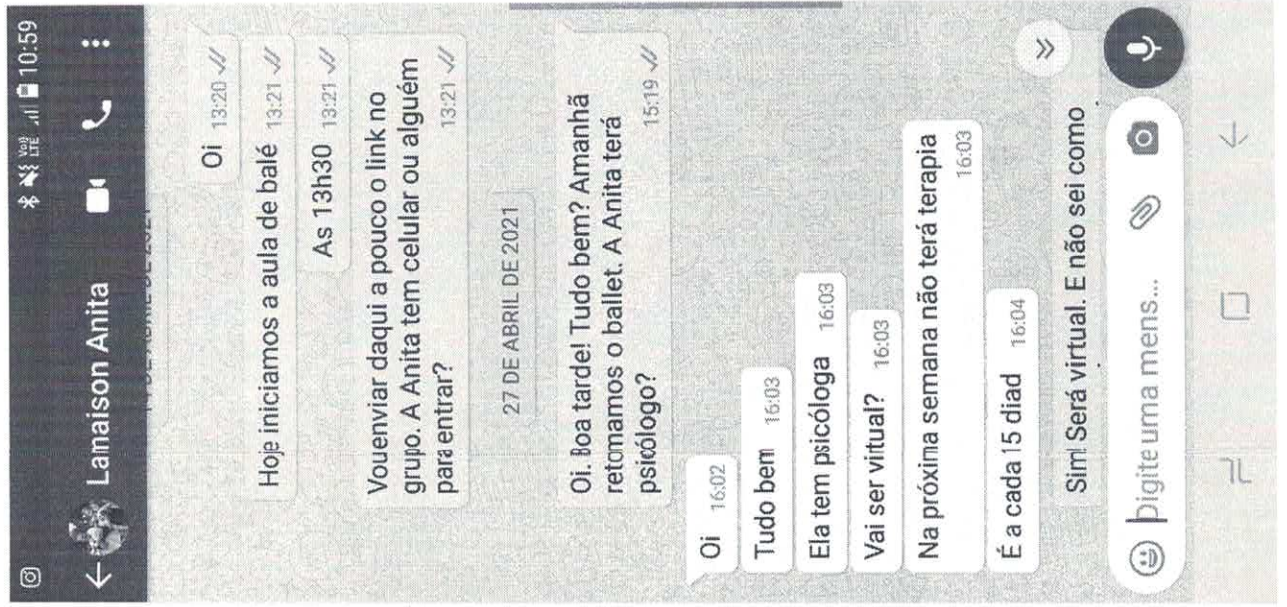 10:59
Lamaison Anita
Oi 13:20
Hoje iniciamos a aula de balé 13:21
As 13h30 13:21
Vouenviar daqui a pouco o link no
grupo. A Anita tem celular ou alguém
para entrar? 13:21
27 DE ABRIL DE 2021
Oi. Boa tarde! Tudo bem? Amanhã
retomamos o ballet. A Anita terá
psicólogo? 15:19
Oi 16:02
Tudo bem 16:03
Ela tem psicóloga 16:03
Vai ser virtual? 16:03
Na próxima semana não terá terapia
16:03
É a cada 15 diad 16:04
Sim! Será virtual. E não sei como
Digite uma mens...